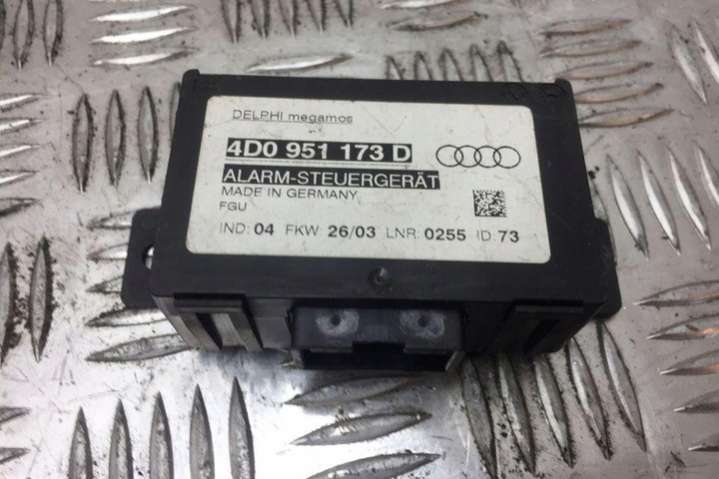 DELPHI megamos
4D0 951 173 D
ALARM-STEUERGERÄT
MADE IN GERMANY
FGU
IND: 04 FKW: 26/03 LNR: 0255 ID: 73